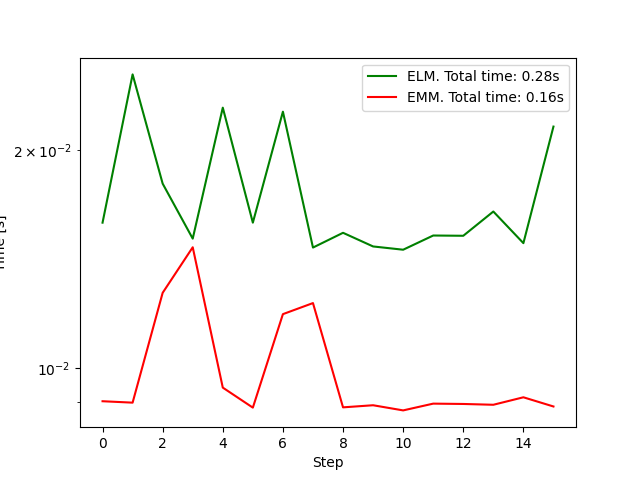 ELM. Total time: 0.28s
EMM. Total time: 0.16s
2 × 10⁻²
10⁻²
0 2 4 6 8 10 12 14
Step